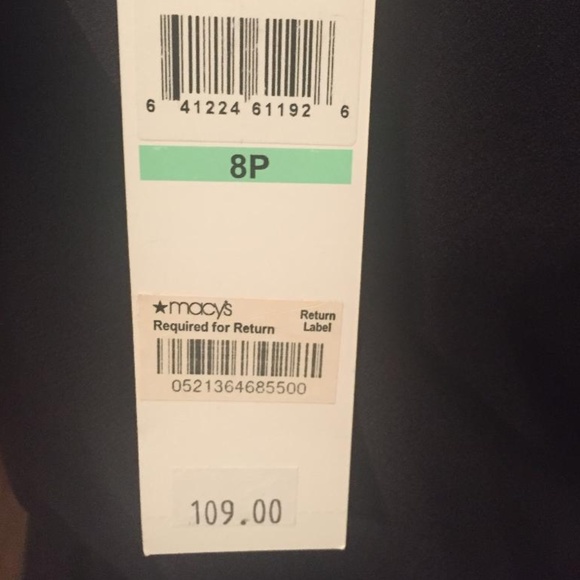 6 41224 61192 6
8P
★macy's
Required for Return
Return
Label
0521364685500
109.00